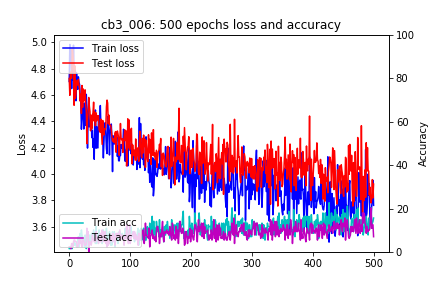 cb3_006: 500 epochs loss and accuracy
Train loss
Test loss
Train acc
Test acc
Loss
5.0
4.8
4.6
4.4
4.2
4.0
3.8
3.6
Accuracy
100
80
60
40
20
0
0
100
200
300
400
500